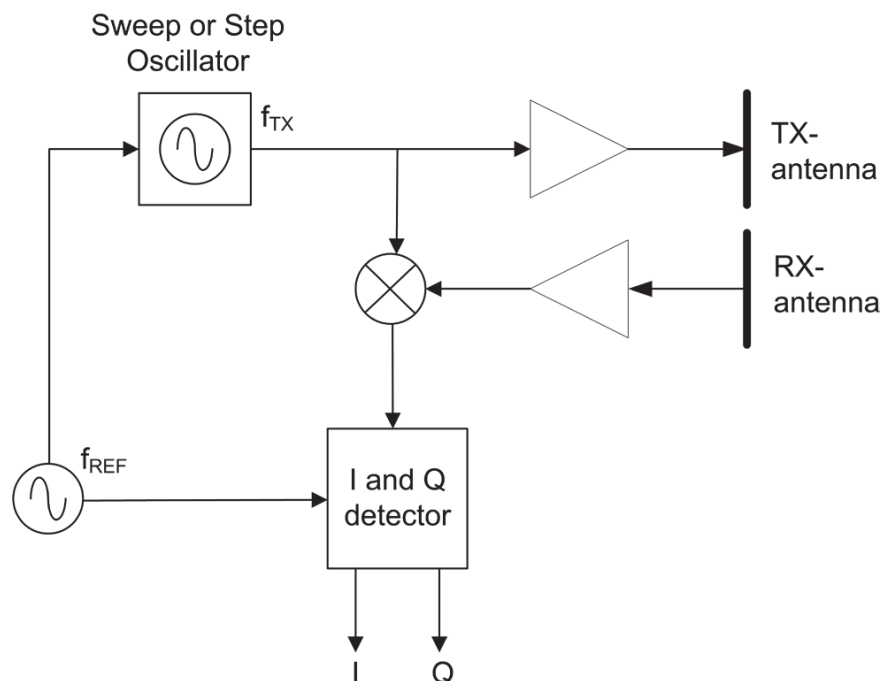 Sweep or Step
Oscillator
fTX
TX-
antenna
RX-
antenna
fREF
I and Q
detector
I
Q